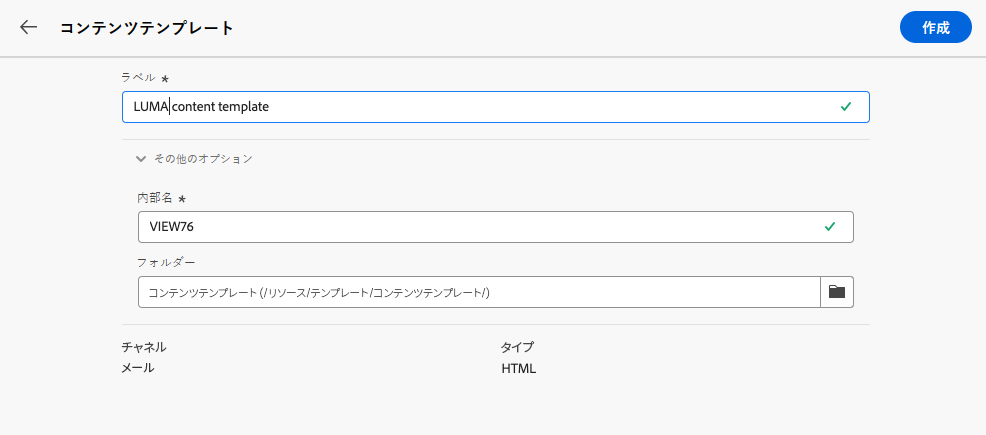 コンテンツテンプレート
作成
ラベル *
LUMA content template
その他のオプション
内部名 *
VIEW76
フォルダー
コンテンツテンプレート (/リソース/テンプレート/コンテンツテンプレート/)
チャネル
タイプ
メール
HTML